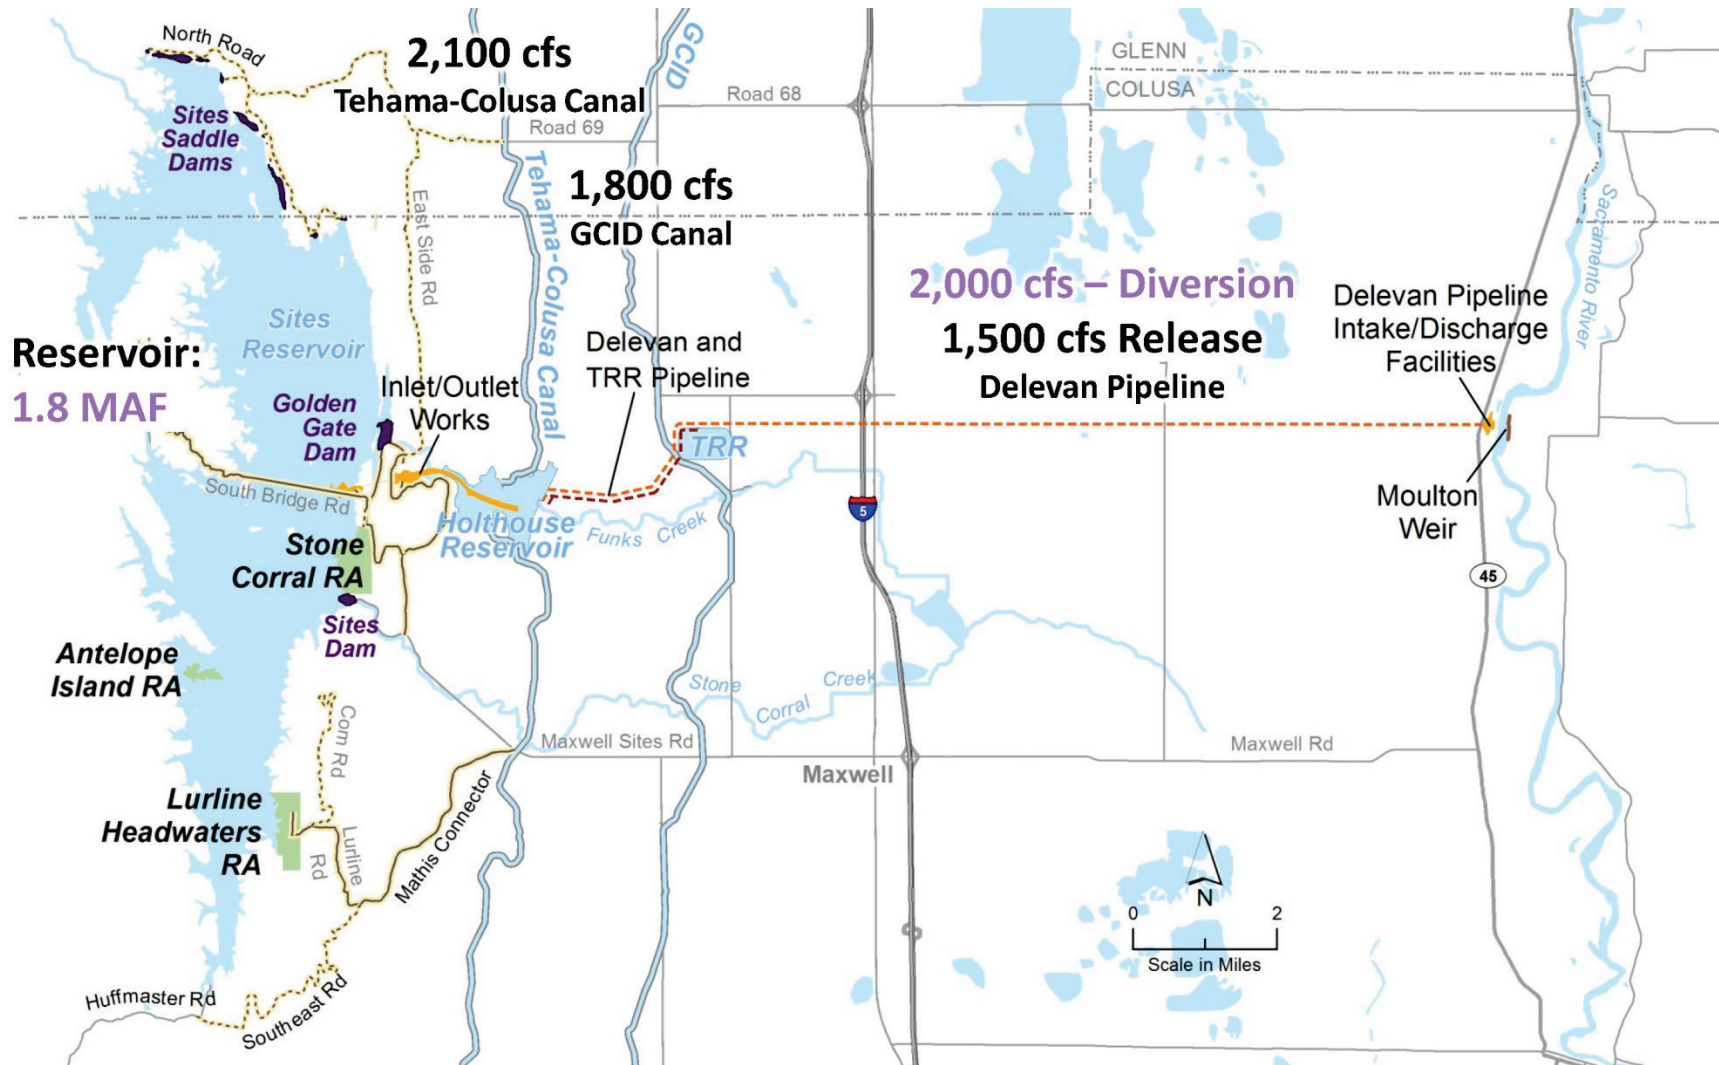 North Road
2,100 cfs
Tehama-Colusa Canal
GCID
GLENN
COLUSA
Road 68
Road 69
Sites
Saddle
Dams
East Side Rd
Tehama-Colusa Canal
1,800 cfs
GCID Canal
Sacramento River
2,000 cfs – Diversion
1,500 cfs Release
Delevan Pipeline
Delevan Pipeline
Intake/Discharge
Facilities
Sites
Reservoir
Reservoir:
1.8 MAF
Delevan and
TRR Pipeline
Inlet/Outlet
Works
Golden
Gate
Dam
TRR
South Bridge Rd
Holthouse
Reservoir
Funks Creek
5
Moulton
Weir
45
Stone
Corral RA
Sites
Dam
Antelope
Island RA
Stone Corral Creek
Com Rd
Maxwell Sites Rd
Maxwell Rd
Maxwell
Lurline
Headwaters
RA
Lurline Rd
Mathis Connector
N
0 2
Scale in Miles
Huffmaster Rd
Southeast Rd